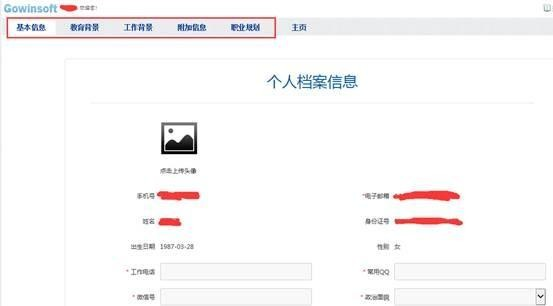 Gowinsoft 您您好！
基本信息 教育背景 工作背景 附加信息 职业规划 主页
个人档案信息
点击上传头像
手机号 *电子邮箱
姓名 身份证号
出生日期 1987-03-28 性别 女
* 工作电话 * 常用QQ
* 微信号 * 政治面貌